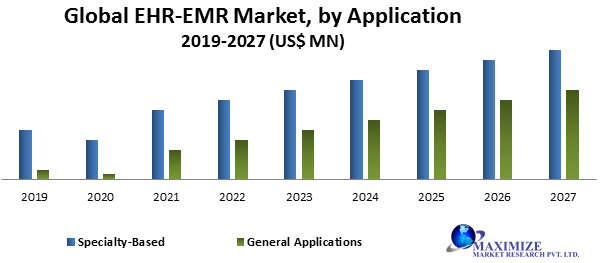 Global EHR-EMR Market, by Application
2019-2027 (US$ MN)
2019 2020 2021 2022 2023 2024 2025 2026 2027
Specialty-Based General Applications
MAXIMIZE
MARKET RESEARCH PVT. LTD.